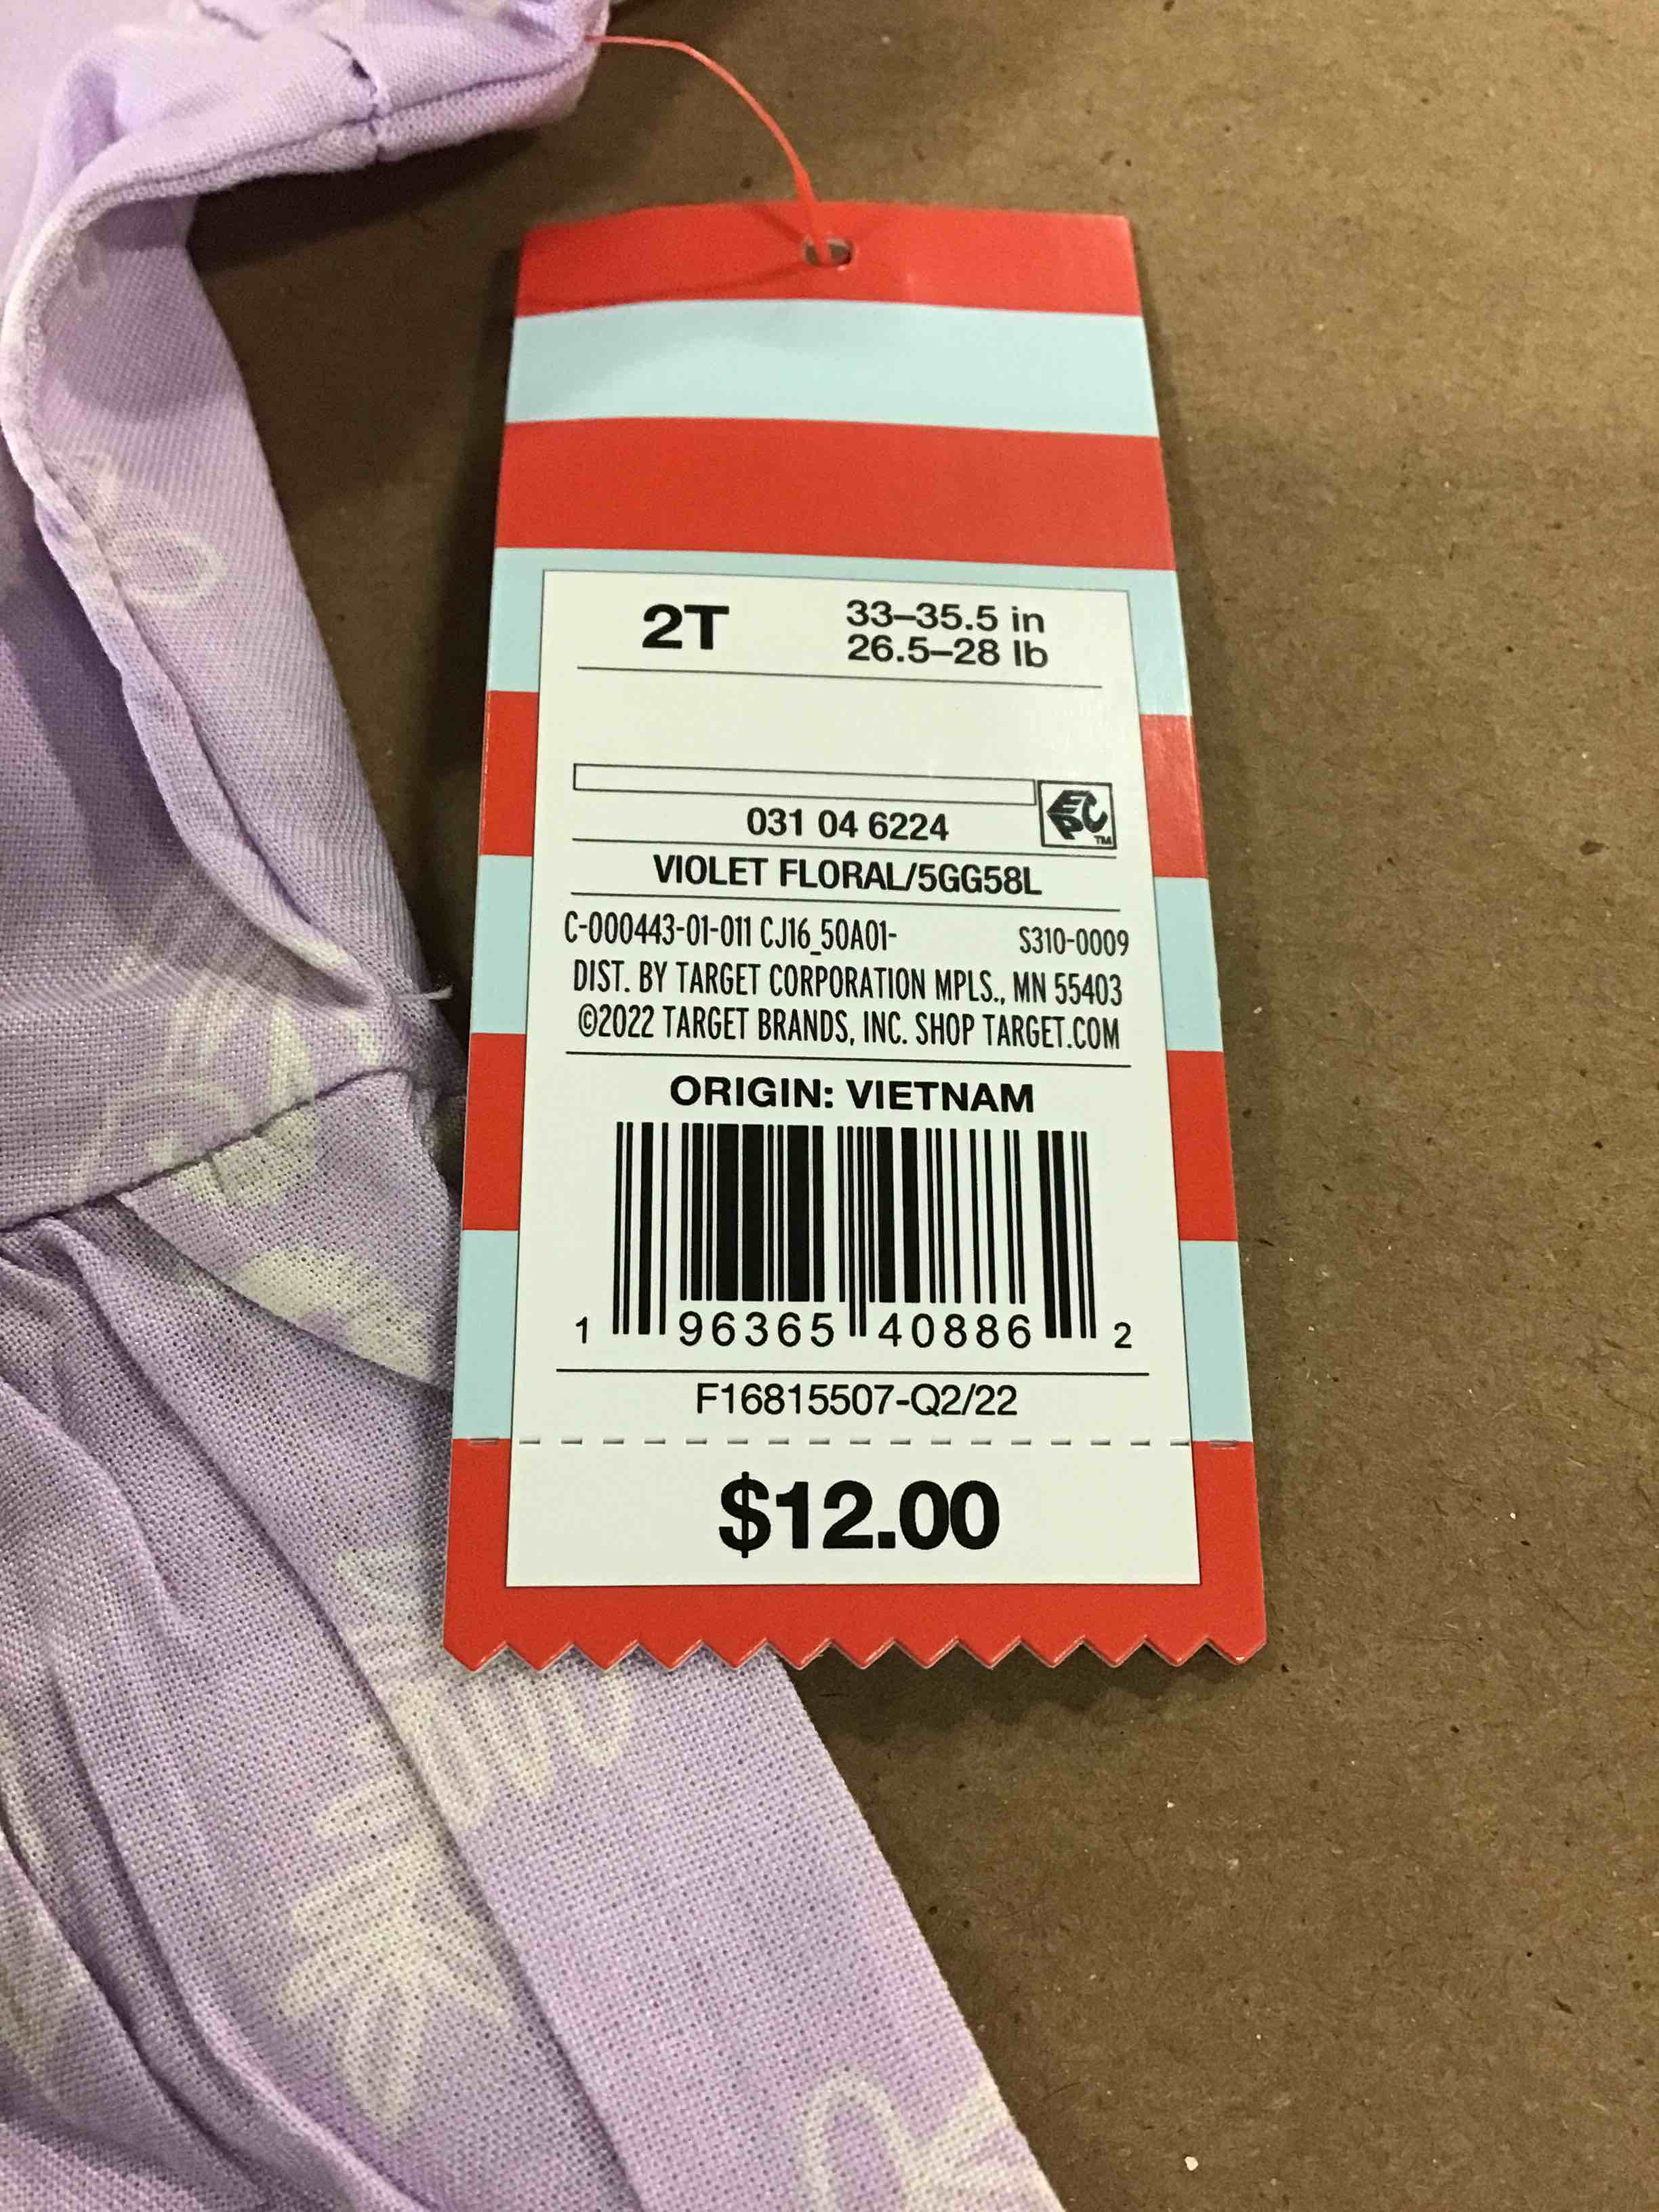 2T
33–35.5 in
26.5–28 lb
EPC
TM
031 04 6224
VIOLET FLORAL/5GG58L
C-000443-01-011 CJ16_50A01- S310-0009
DIST. BY TARGET CORPORATION MPLS., MN 55403
©2022 TARGET BRANDS, INC. SHOP TARGET.COM
ORIGIN: VIETNAM
1 96365 40886 2
F16815507-Q2/22
$12.00